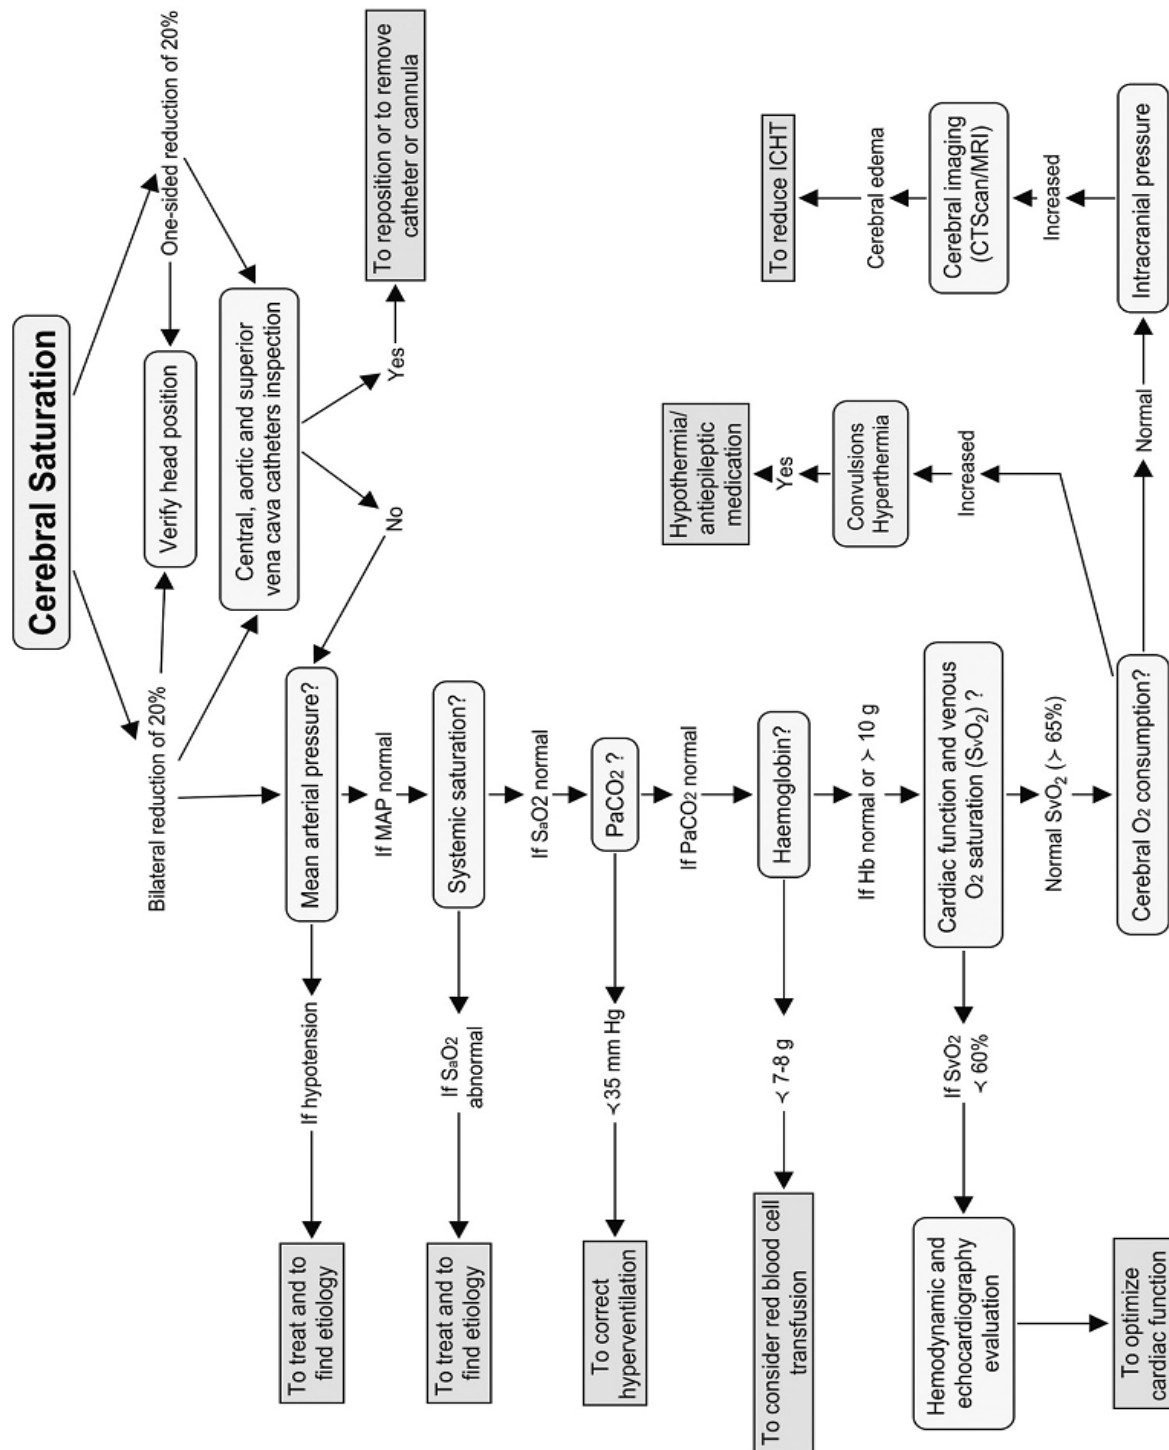 Cerebral Saturation
Bilateral reduction of 20%
One-sided reduction of 20%
Verify head position
Central, aortic and superior
vena cava catheters inspection
No
Yes
To reposition or to remove
catheter or cannula
Mean arterial pressure?
If hypotension
To treat and to
find etiology
If MAP normal
Systemic saturation?
If SaO2
abnormal
To treat and to
find etiology
If SaO2 normal
PaCO2 ?
≺35 mm Hg
To correct
hyperventilation
If PaCO2 normal
Haemoglobin?
≺ 7-8 g
To consider red blood cell
transfusion
If Hb normal or ≻ 10 g
Cardiac function and venous
O2 saturation (SvO2) ?
If SvO2
≺ 60%
Hemodynamic and
echocardiography
evaluation
To optimize
cardiac function
Normal SvO2 (≻ 65%)
Cerebral O2 consumption?
Increased
Convulsions
Hyperthermia
Yes
Hypothermia/
antiepileptic
medication
Normal
Intracranial pressure
Increased
Cerebral imaging
(CTScan/MRI)
Cerebral edema
To reduce ICHT